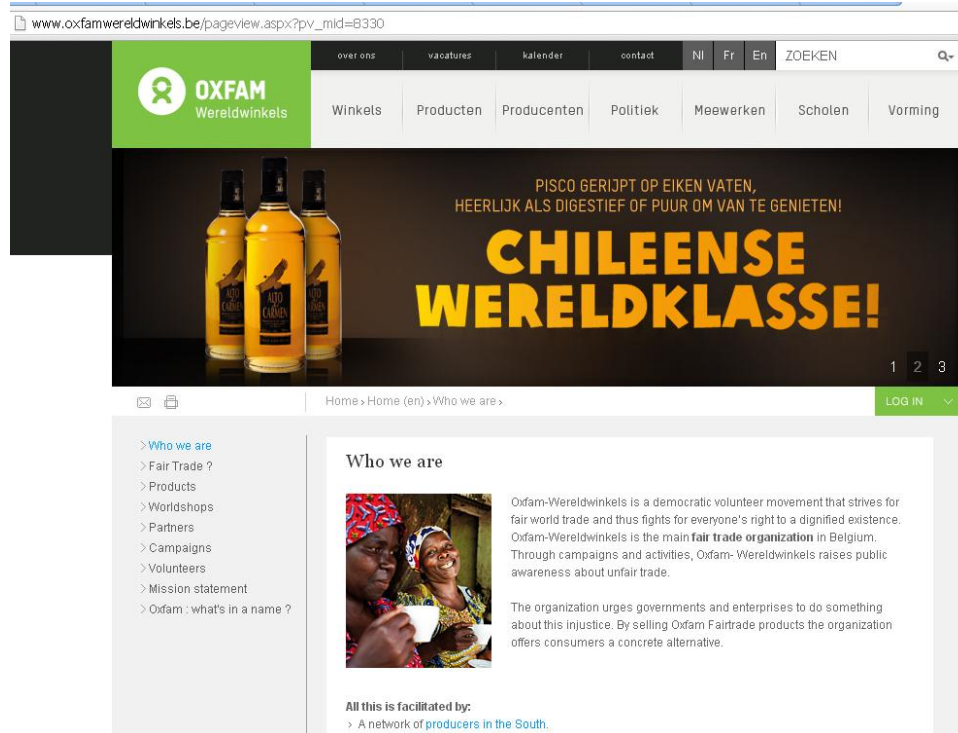 www.oxfamwereldwinkels.be/pageview.aspx?pv_mid=8330
over ons vacatures kalender contact Nl Fr En ZOEKEN
OXFAM
Wereldwinkels
Winkels Producten Producenten Politiek Meewerken Scholen Vorming
PISCO GERIJPT OP EIKEN VATEN,
HEERLIJK ALS DIGESTIEF OF PUUR OM VAN TE GENIETEN!
CHILEENSE
WERELDKLASSE!
ALTO
DEL
CARMEN
1 2 3
Home › Home (en) › Who we are ›
LOG IN
Who we are
Fair Trade ?
Products
Worldshops
Partners
Campaigns
Volunteers
Mission statement
Oxfam : what's in a name ?
Who we are
Oxfam-Wereldwinkels is a democratic volunteer movement that strives for
fair world trade and thus fights for everyone's right to a dignified existence.
Oxfam-Wereldwinkels is the main fair trade organization in Belgium.
Through campaigns and activities, Oxfam- Wereldwinkels raises public
awareness about unfair trade.
The organization urges governments and enterprises to do something
about this injustice. By selling Oxfam Fairtrade products the organization
offers consumers a concrete alternative.
All this is facilitated by:
› A network of producers in the South.